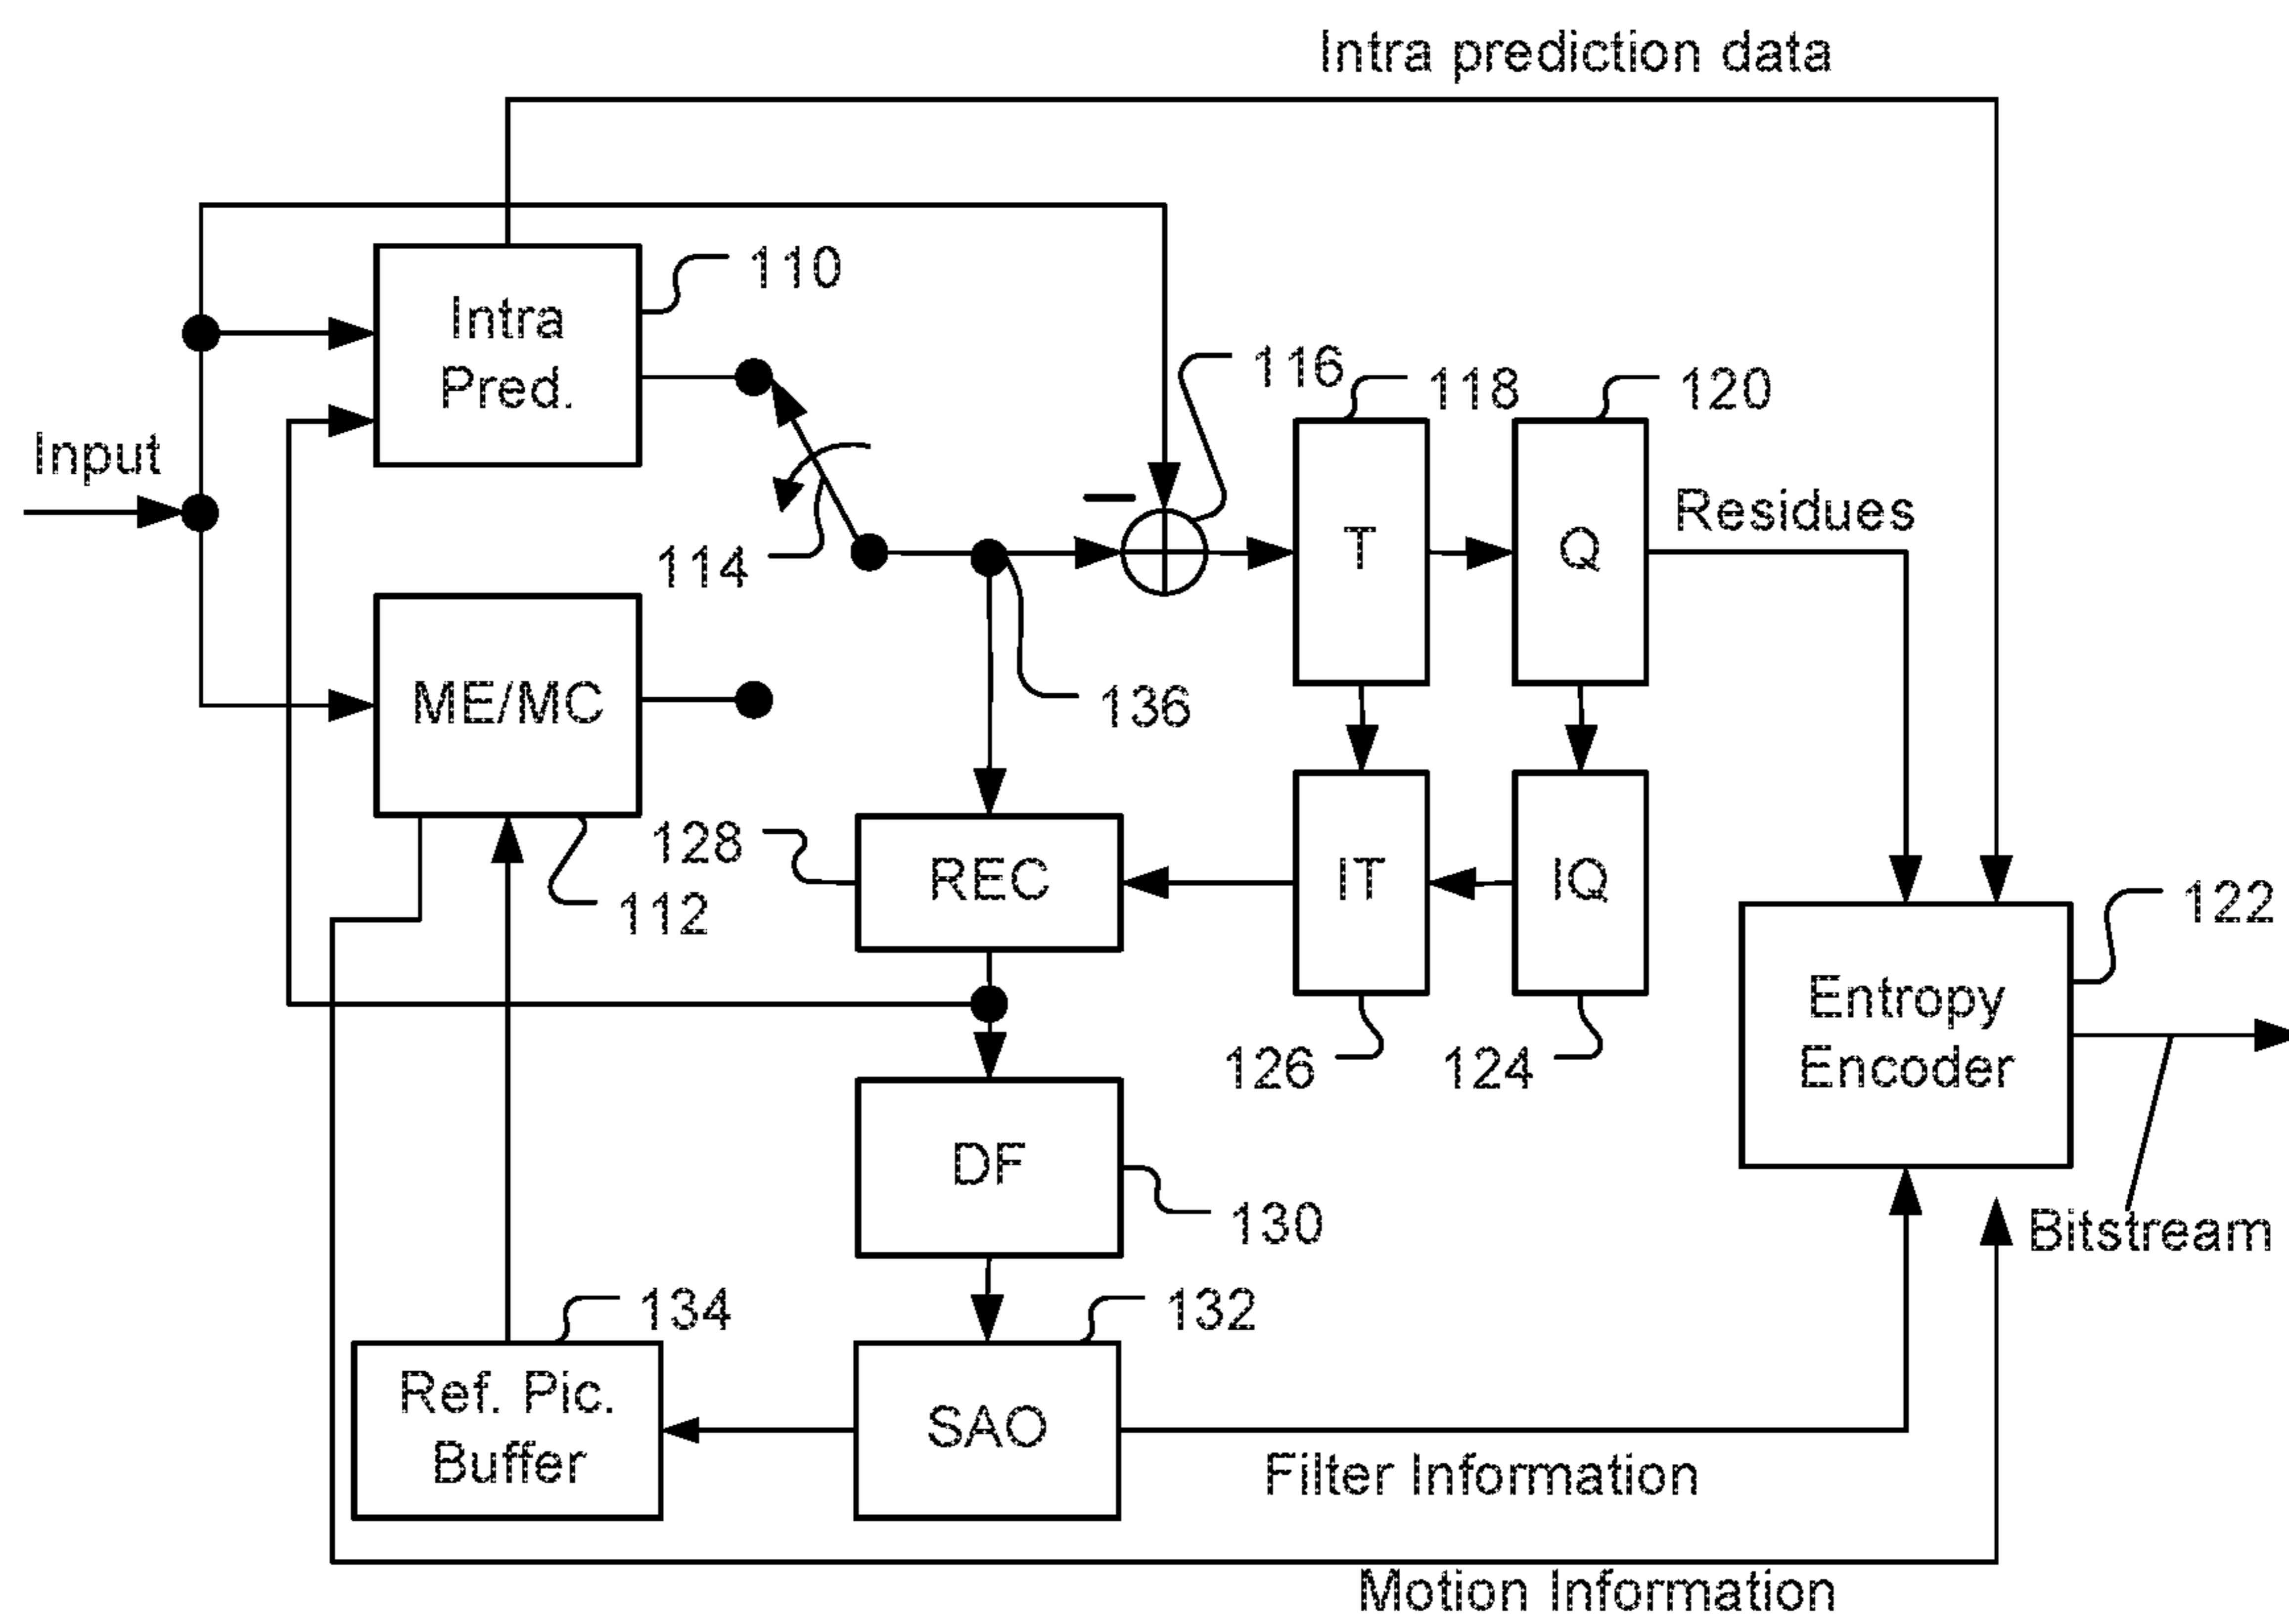 Intra prediction data
110
Intra
Pred.
116
118
120
Input
Residues
114
T
Q
136
ME/MC
128
REC
IT
IQ
112
122
Entropy
Encoder
126
124
DF
130
Bitstream
134
132
Ref. Pic.
Buffer
SAO
Filter Information
Motion Information